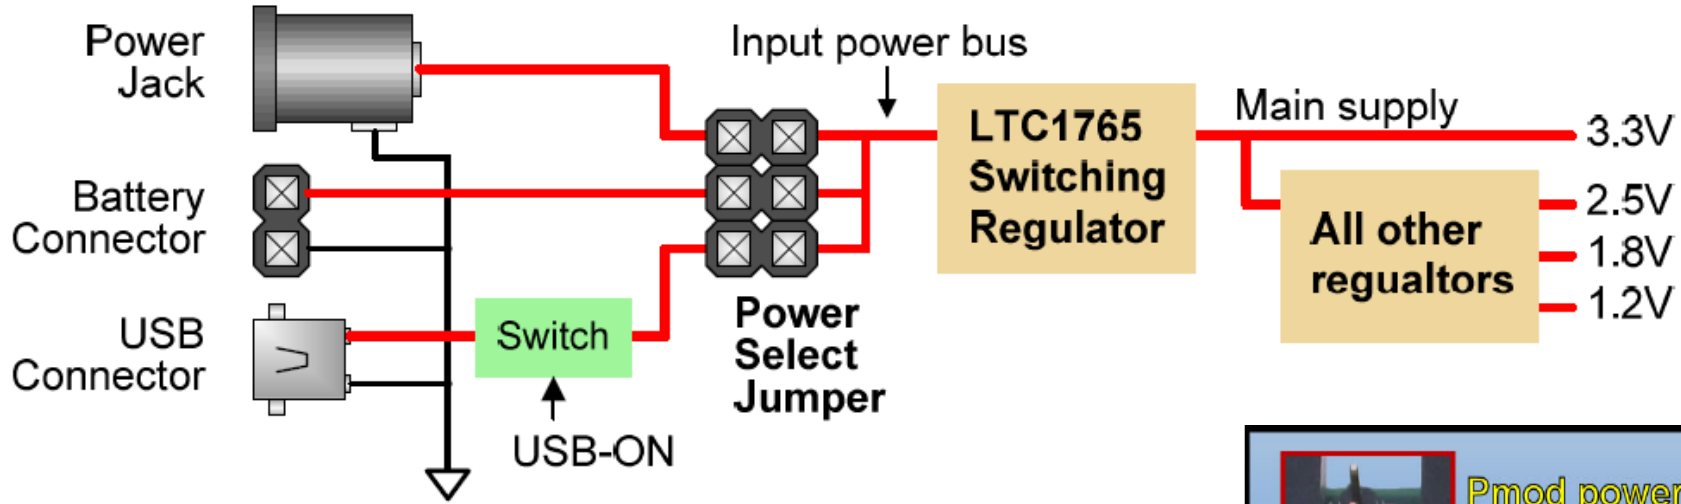 Power
Jack
Battery
Connector
USB
Connector
Switch
USB-ON
Power
Select
Jumper
Input power bus
LTC1765
Switching
Regulator
Main supply
All other
regualtors
3.3V
2.5V
1.8V
1.2V
Pmod power